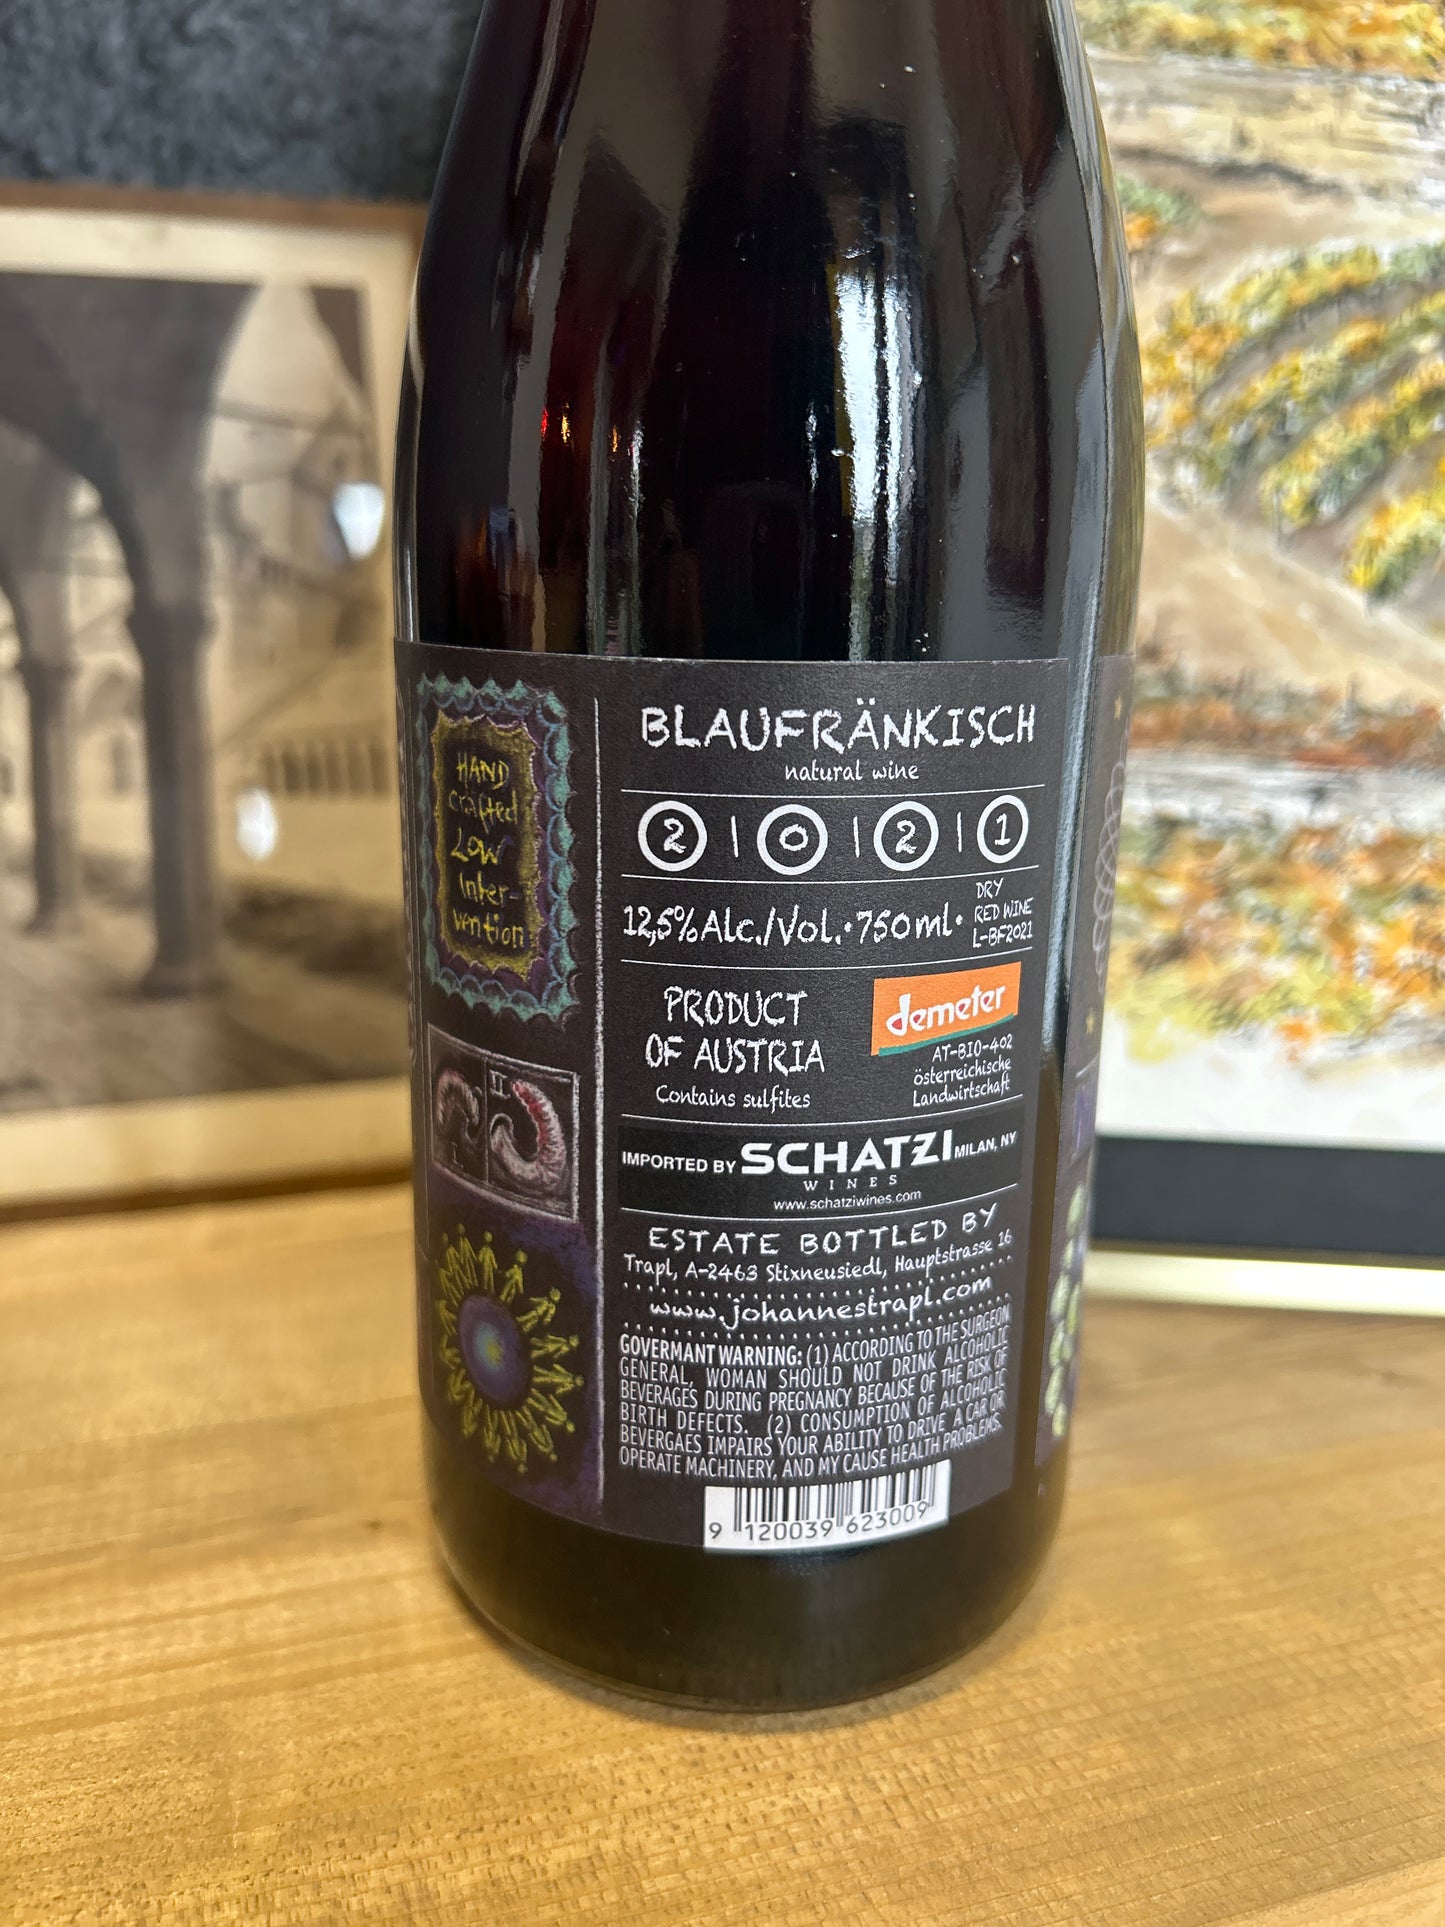 HAND
crafted
LOW
inter-
vention
I
II
BLAUFRÄNKISCH
natural wine
2 | 0 | 2 | 1
12,5% Alc./Vol. · 750 ml ·
DRY
RED WINE
L-BF2021
PRODUCT
OF AUSTRIA
Contains sulfites
demeter
AT-BIO-402
österreichische
Landwirtschaft
IMPORTED BY SCHATZI MILAN, NY
WINES
www.schatziwines.com
ESTATE BOTTLED BY
Trapl, A-2463 Stixneusiedl, Hauptstrasse 16
www.johannestrapl.com
GOVERMANT WARNING: (1) ACCORDING TO THE SURGEON
GENERAL, WOMAN SHOULD NOT DRINK ALCOHOLIC
BEVERAGES DURING PREGNANCY BECAUSE OF THE RISK OF
BIRTH DEFECTS. (2) CONSUMPTION OF ALCOHOLIC
BEVERGAES IMPAIRS YOUR ABILITY TO DRIVE A CAR OR
OPERATE MACHINERY, AND MY CAUSE HEALTH PROBLEMS.
9 120039 623009